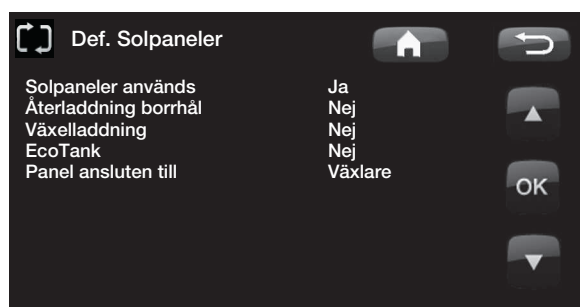 Def. Solpaneler
Solpaneler används Ja
Återladdning borrhål Nej
Växelladdning Nej
EcoTank Nej
Panel ansluten till Växlare
OK